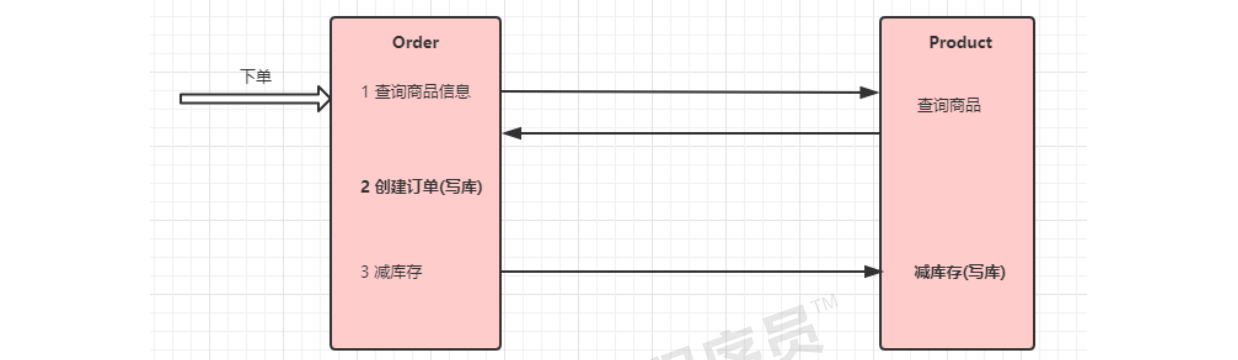 Order
Product
下单
1 查询商品信息
查询商品
2 创建订单(写库)
3 减库存
减库存(写库)
序员™